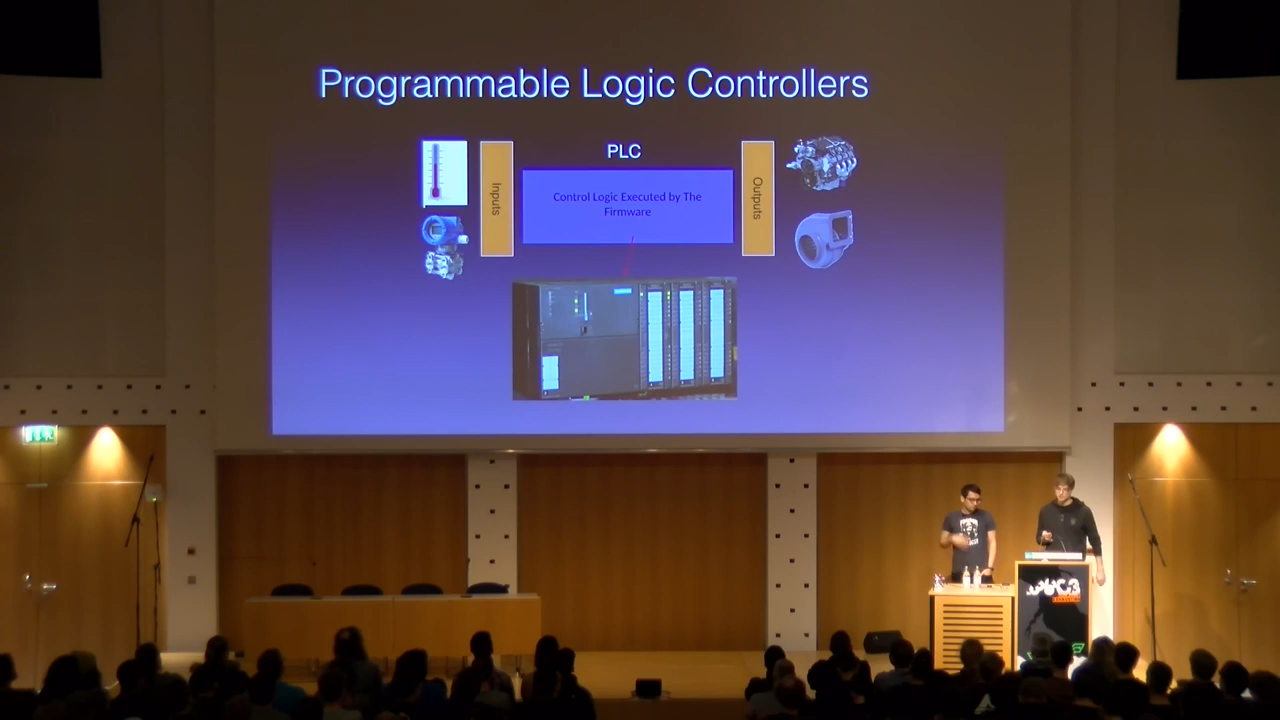 Programmable Logic Controllers
PLC
Inputs
Control Logic Executed by The
Firmware
Outputs